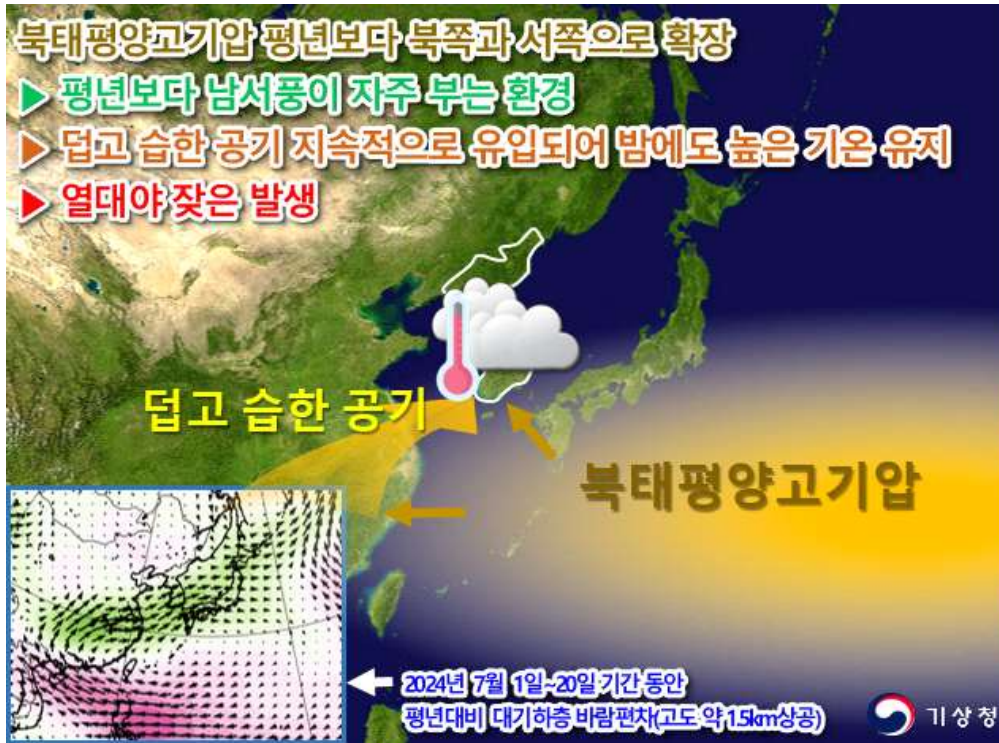 북태평양고기압 평년보다 북쪽과 서쪽으로 확장
▶ 평년보다 남서풍이 자주 부는 환경
▶ 덥고 습한 공기 지속적으로 유입되어 밤에도 높은 기온 유지
▶ 열대야 잦은 발생
덥고 습한 공기
북태평양고기압
2024년 7월 1일~20일 기간 동안
평년대비 대기하층 바람편차(고도 약 1.5km상공)
기상청